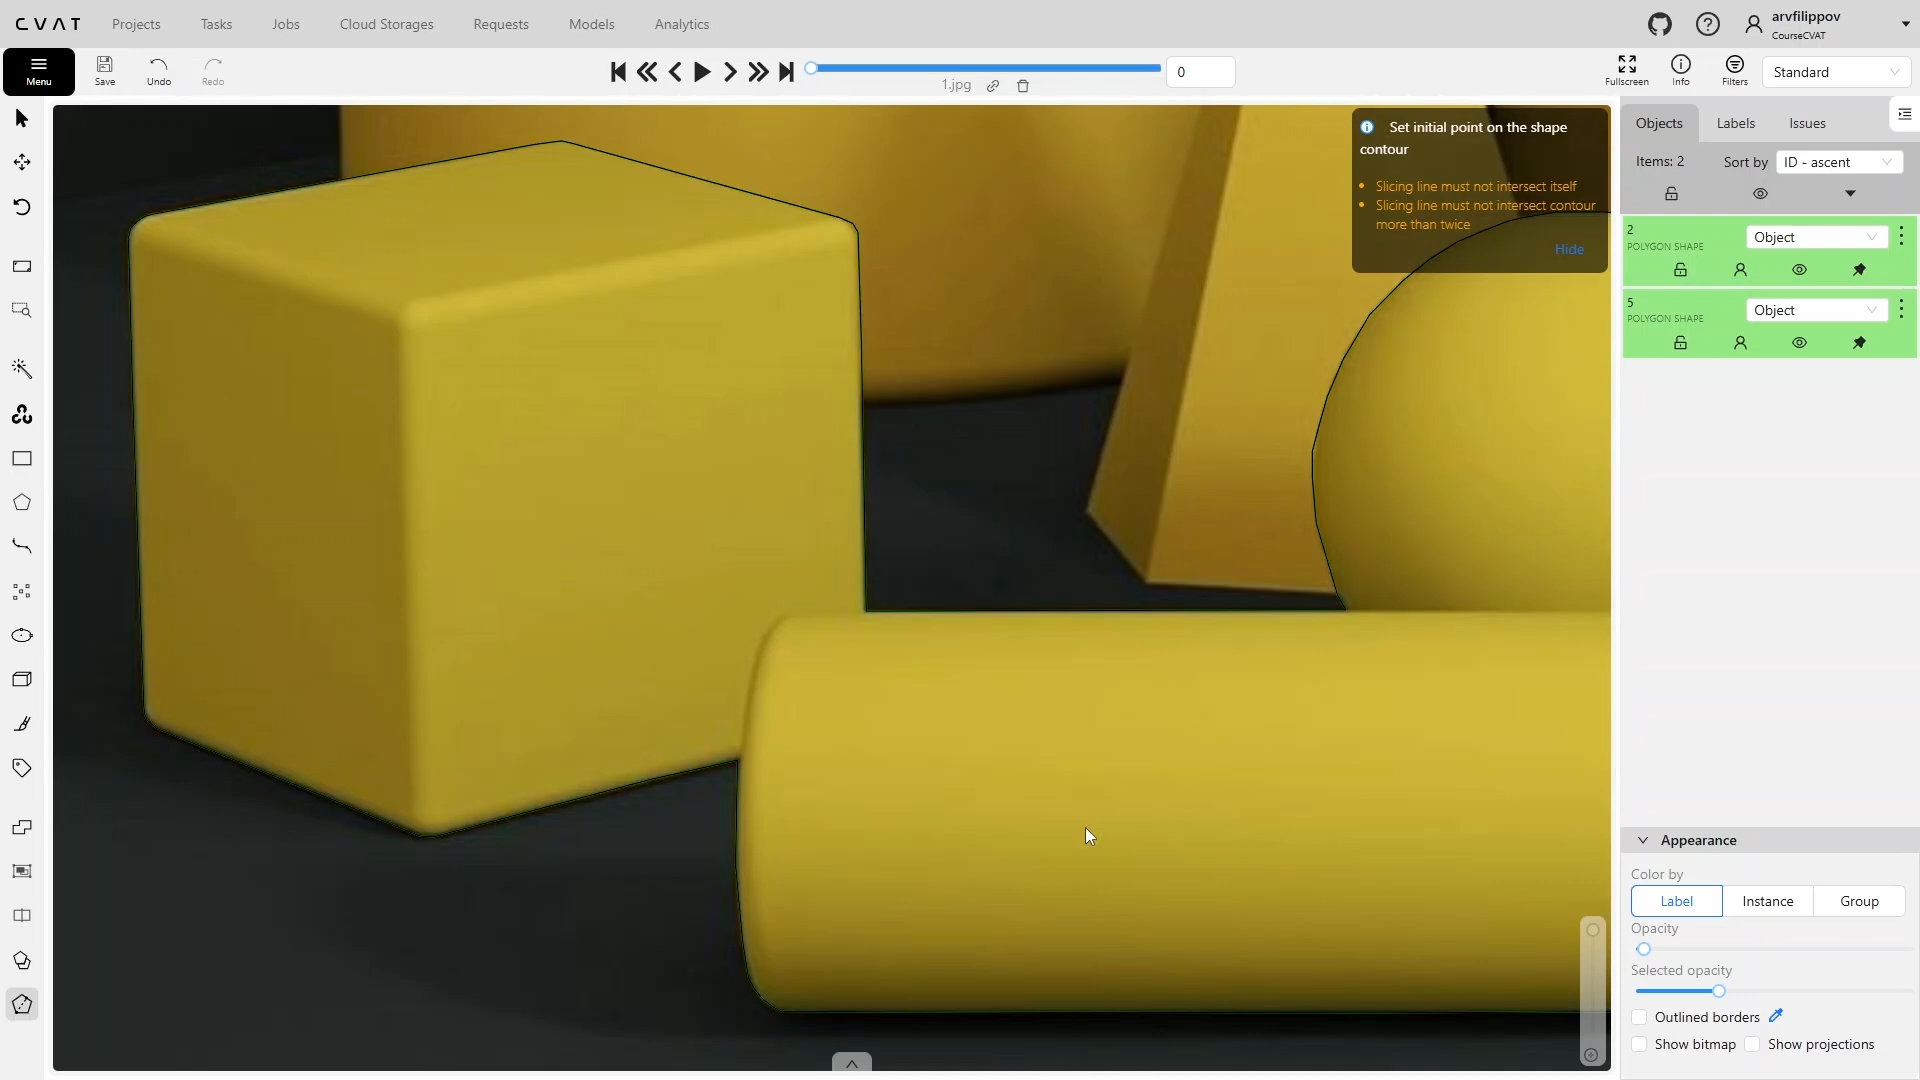 CVAT Projects Tasks Jobs Cloud Storages Requests Models Analytics arvfilippov
CourseCVAT
Menu Save Undo Redo 0 Fullscreen Info Filters Standard
1.jpg
Set initial point on the shape
contour
Slicing line must not intersect itself
Slicing line must not intersect contour
more than twice
Hide
Objects Labels Issues
Items: 2 Sort by ID - ascent
2
POLYGON SHAPE Object
5
POLYGON SHAPE Object
Appearance
Color by
Label Instance Group
Opacity
Selected opacity
Outlined borders
Show bitmap Show projections